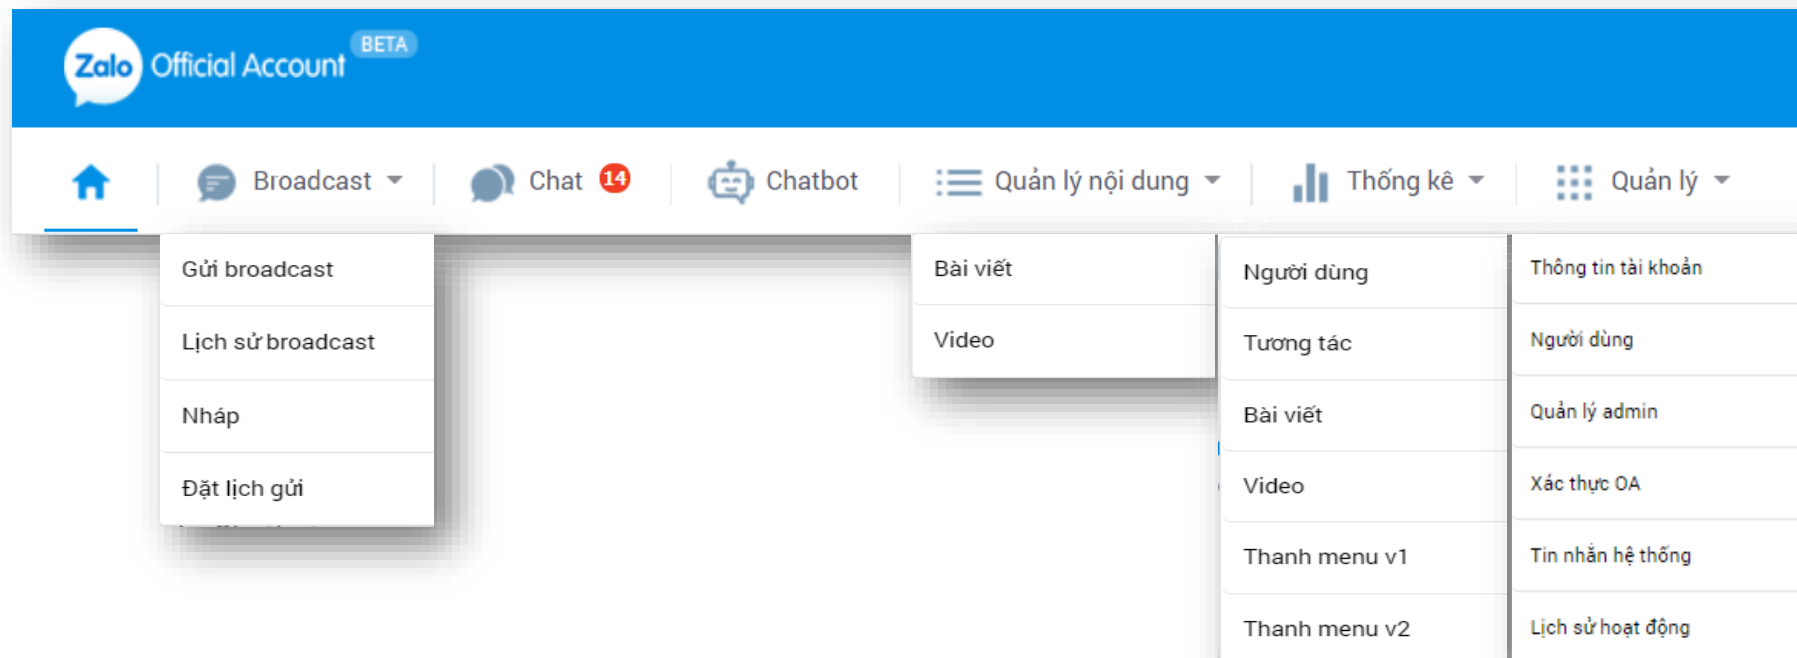 Zalo Official Account BETA
Broadcast
Chat 14
Chatbot
Quản lý nội dung
Thống kê
Quản lý
Gửi broadcast
Lịch sử broadcast
Nháp
Đặt lịch gửi
Bài viết
Video
Người dùng
Tương tác
Bài viết
Video
Thanh menu v1
Thanh menu v2
Thông tin tài khoản
Người dùng
Quản lý admin
Xác thực OA
Tin nhắn hệ thống
Lịch sử hoạt động